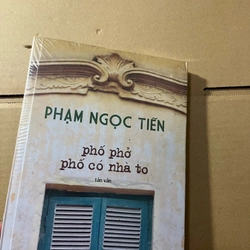 PHẠM NGỌC TIẾN
phố phở
phố có nhà to
tản văn